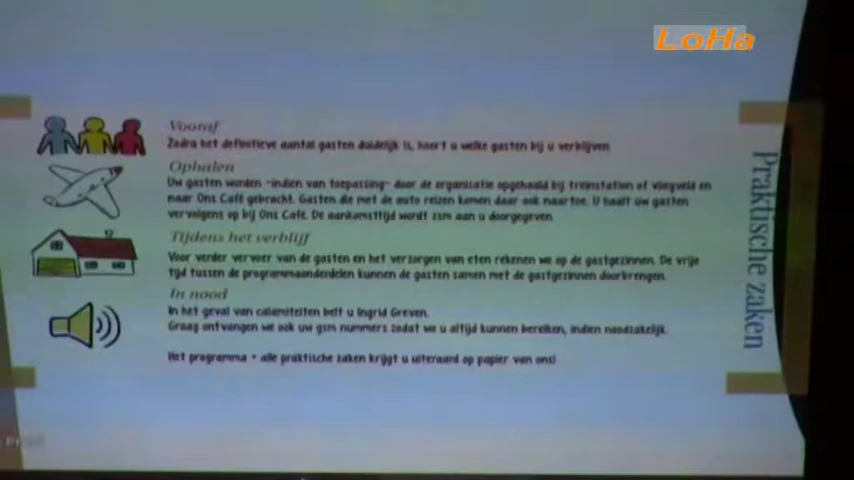 LoHa
Vooraf
Zodra het definitieve aantal gasten duidelijk is, hoort u welke gasten bij u verblijven
Ophalen
Uw gasten worden -indien van toepassing- door de organisatie opgehaald bij treinstation of vliegveld en
naar Ons Café gebracht. Gasten die met de auto reizen komen daar ook naartoe. U haalt uw gasten
vervolgens op bij Ons Café. De aankomsttijd wordt zsm aan u doorgegeven.
Tijdens het verblijf
Voor verder vervoer van de gasten en het verzorgen van eten rekenen we op de gastgezinnen. De vrije
tijd tussen de programmaonderdelen kunnen de gasten samen met de gastgezinnen doorbrengen.
In nood
In het geval van calamiteiten belt u Ingrid Greven.
Graag ontvangen we ook uw gsm nummers zodat we u altijd kunnen bereiken, indien noodzakelijk.
Het programma + alle praktische zaken krijgt u uiteraard op papier van ons!
Praktische zaken